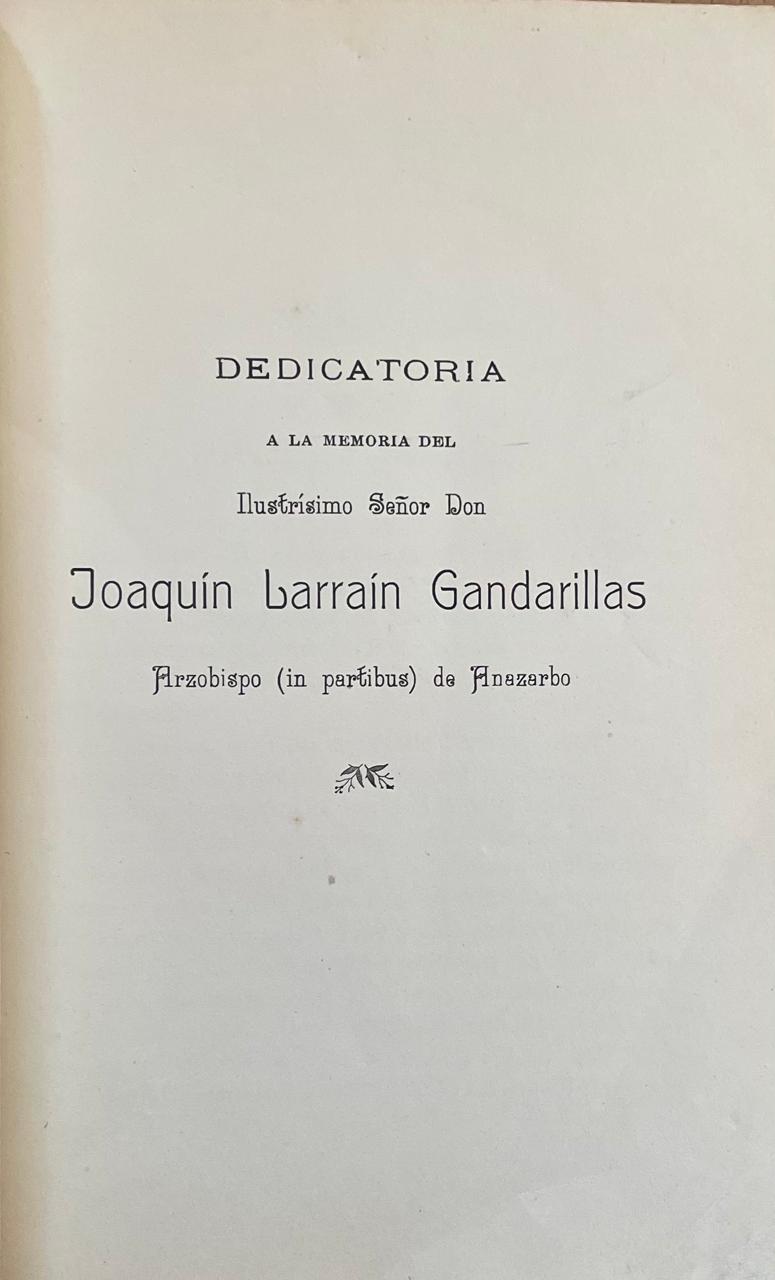 DEDICATORIA
A LA MEMORIA DEL
Ilustrísimo Señor Don
Joaquín Larraín Gandarillas
Arzobispo (in partibus) de Anazarbo